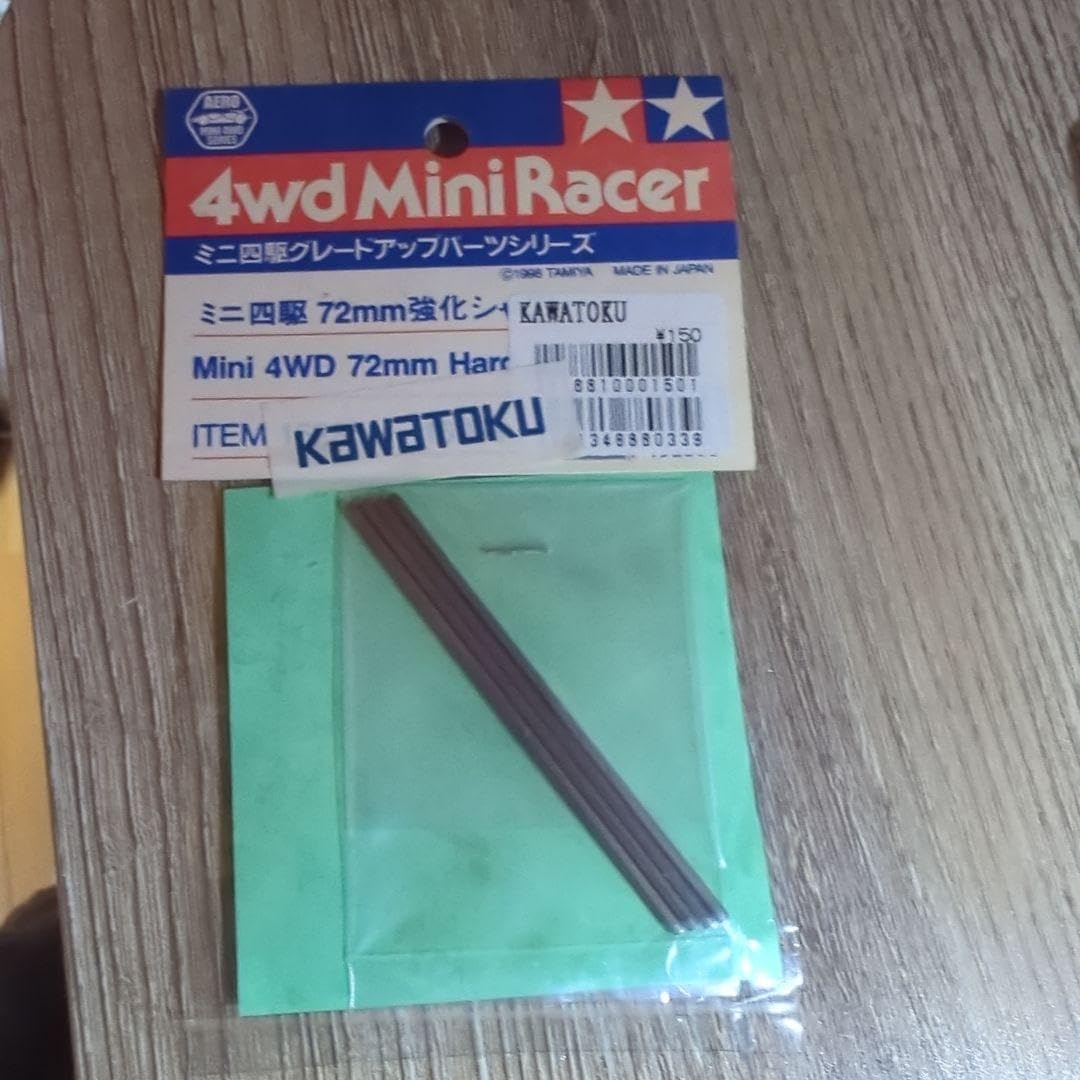 AERO
MINI 4WD
SERIES
4wd Mini Racer
ミニ四駆グレードアップパーツシリーズ
©1998 TAMIYA MADE IN JAPAN
ミニ四駆 72mm強化シャ
KAWATOKU
¥150
Mini 4WD 72mm Hard
8810001501
ITEM
KAWATOKU